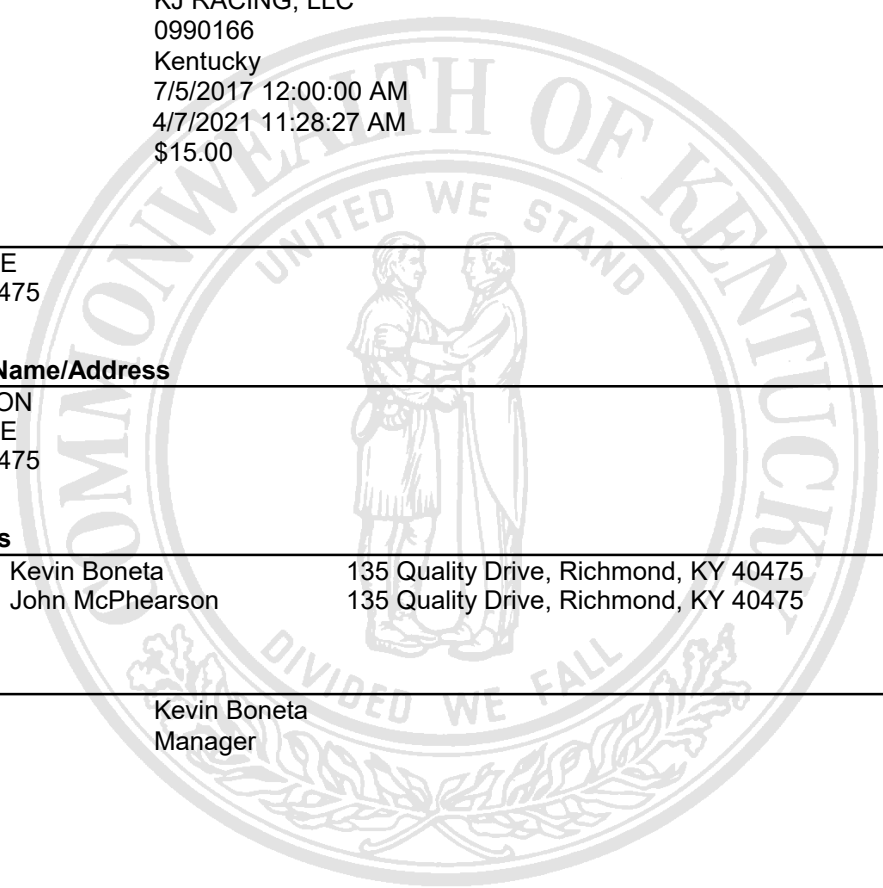 KJ RACING, LLC
0990166
Kentucky
7/5/2017 12:00:00 AM
4/7/2021 11:28:27 AM
$15.00
E
475
Name/Address
ON
E
475
s
Kevin Boneta 135 Quality Drive, Richmond, KY 40475
John McPhearson 135 Quality Drive, Richmond, KY 40475
Kevin Boneta
Manager
COMMONWEALTH OF KENTUCKY
UNITED WE STAND
DIVIDED WE FALL